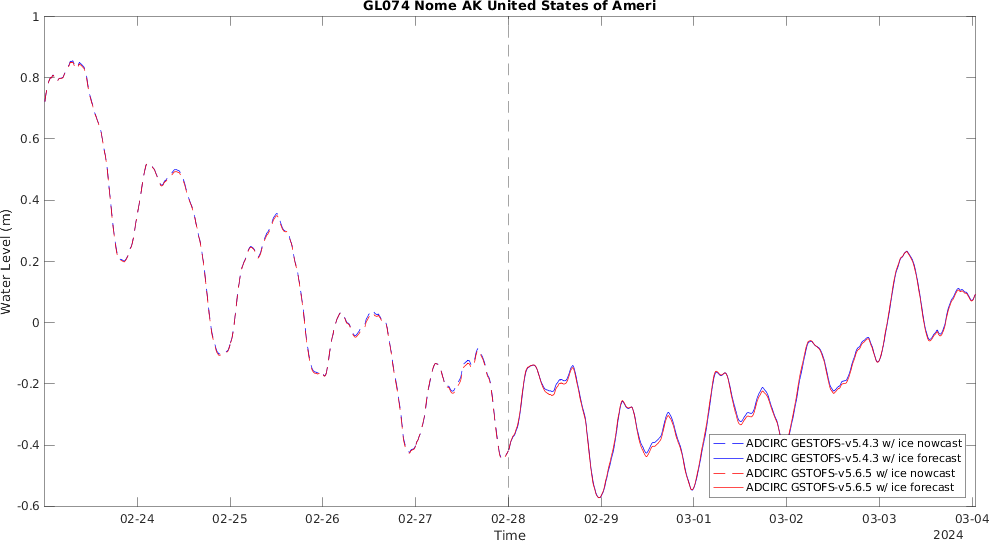 GL074 Nome AK United States of Ameri
1
0.8
0.6
0.4
0.2
0
-0.2
-0.4
-0.6
Water Level (m)
ADCIRC GESTOFS-v5.4.3 w/ ice nowcast
ADCIRC GESTOFS-v5.4.3 w/ ice forecast
ADCIRC GSTOFS-v5.6.5 w/ ice nowcast
ADCIRC GSTOFS-v5.6.5 w/ ice forecast
02-24 02-25 02-26 02-27 02-28 02-29 03-01 03-02 03-03 03-04
Time
2024